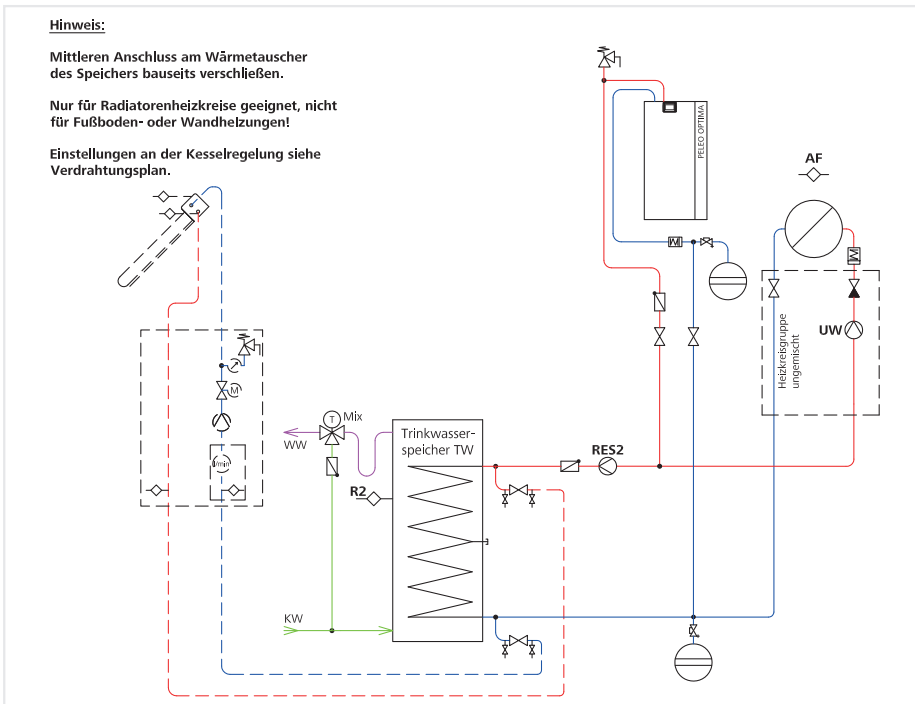 Hinweis:
Mittleren Anschluss am Wärmetauscher
des Speichers bauseits verschließen.
Nur für Radiatorenheizkreise geeignet, nicht
für Fußboden- oder Wandheizungen!
Einstellungen an der Kesselregelung siehe
Verdrahtungsplan.
PELEO OPTIMA
AF
UW
Heizkreisgruppe
ungemischt
M
l/min
T
Mix
WW
Trinkwasser-
speicher TW
RES2
R2
KW